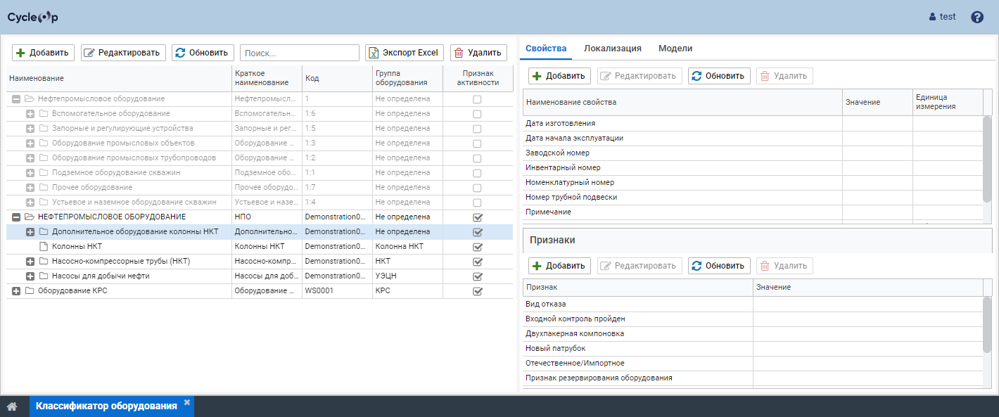 CycleOp
test
Добавить Редактировать Обновить Поиск... Экспорт Excel Удалить
Наименование Краткое наименование Код Группа оборудования Признак активности
Нефтепромысловое оборудование Нефтепромысл... 1 Не определена
Вспомогательное оборудование Вспомогательн... 1:6 Не определена
Запорные и регулирующие устройства Запорные и рег... 1:5 Не определена
Оборудование промысловых объектов Оборудование ... 1:3 Не определена
Оборудование промысловых трубопроводов Оборудование ... 1:2 Не определена
Подземное оборудование скважин Подземное обо... 1:1 Не определена
Прочее оборудование Прочее оборудо... 1:7 Не определена
Устьевое и наземное оборудование скважин Устьевое и назе... 1:4 Не определена
НЕФТЕПРОМЫСЛОВОЕ ОБОРУДОВАНИЕ НПО Demonstration0... Не определена
Дополнительное оборудование колонны НКТ Дополнительно... Demonstration0... Не определена
Колонны НКТ Колонны НКТ Demonstration0... Колонна НКТ
Насосно-компрессорные трубы (НКТ) Насосно-компр... Demonstration0... НКТ
Насосы для добычи нефти Насосы для доб... Demonstration0... УЭЦН
Оборудование КРС Оборудование ... WS0001 КРС
Свойства Локализация Модели
Добавить Редактировать Обновить Удалить
Наименование свойства Значение Единица измерения
Дата изготовления
Дата начала эксплуатации
Заводской номер
Инвентарный номер
Номенклатурный номер
Номер трубной подвески
Примечание
Признаки
Добавить Редактировать Обновить Удалить
Признак Значение
Вид отказа
Входной контроль пройден
Двухпакерная компоновка
Новый патрубок
Отечественное/Импортное
Признак резервирования оборудования
Классификатор оборудования